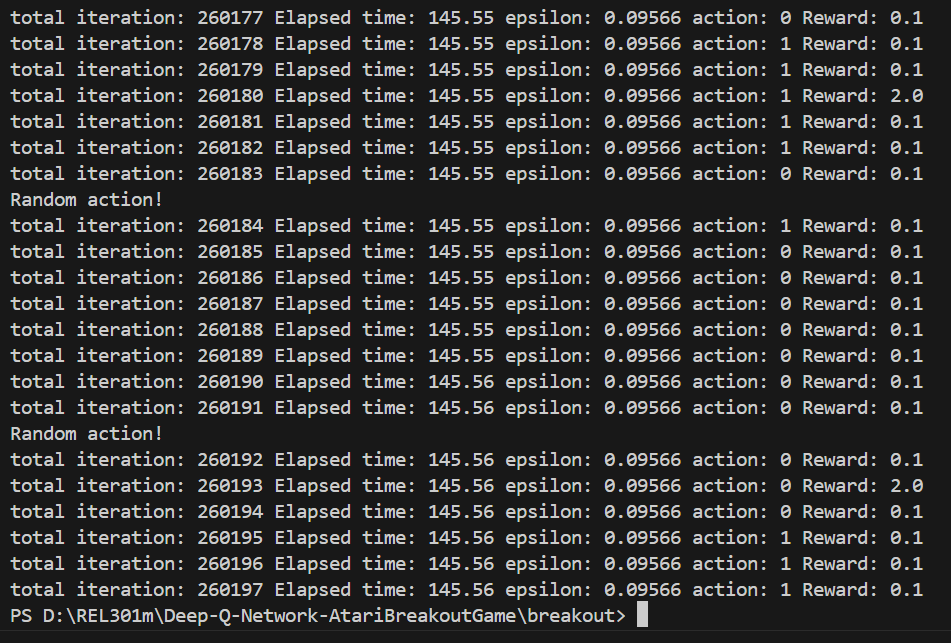 total iteration: 260177 Elapsed time: 145.55 epsilon: 0.09566 action: 0 Reward: 0.1
total iteration: 260178 Elapsed time: 145.55 epsilon: 0.09566 action: 1 Reward: 0.1
total iteration: 260179 Elapsed time: 145.55 epsilon: 0.09566 action: 1 Reward: 0.1
total iteration: 260180 Elapsed time: 145.55 epsilon: 0.09566 action: 1 Reward: 2.0
total iteration: 260181 Elapsed time: 145.55 epsilon: 0.09566 action: 1 Reward: 0.1
total iteration: 260182 Elapsed time: 145.55 epsilon: 0.09566 action: 1 Reward: 0.1
total iteration: 260183 Elapsed time: 145.55 epsilon: 0.09566 action: 0 Reward: 0.1
Random action!
total iteration: 260184 Elapsed time: 145.55 epsilon: 0.09566 action: 1 Reward: 0.1
total iteration: 260185 Elapsed time: 145.55 epsilon: 0.09566 action: 0 Reward: 0.1
total iteration: 260186 Elapsed time: 145.55 epsilon: 0.09566 action: 0 Reward: 0.1
total iteration: 260187 Elapsed time: 145.55 epsilon: 0.09566 action: 0 Reward: 0.1
total iteration: 260188 Elapsed time: 145.55 epsilon: 0.09566 action: 0 Reward: 0.1
total iteration: 260189 Elapsed time: 145.55 epsilon: 0.09566 action: 0 Reward: 0.1
total iteration: 260190 Elapsed time: 145.56 epsilon: 0.09566 action: 0 Reward: 0.1
total iteration: 260191 Elapsed time: 145.56 epsilon: 0.09566 action: 0 Reward: 0.1
Random action!
total iteration: 260192 Elapsed time: 145.56 epsilon: 0.09566 action: 0 Reward: 0.1
total iteration: 260193 Elapsed time: 145.56 epsilon: 0.09566 action: 0 Reward: 2.0
total iteration: 260194 Elapsed time: 145.56 epsilon: 0.09566 action: 0 Reward: 0.1
total iteration: 260195 Elapsed time: 145.56 epsilon: 0.09566 action: 1 Reward: 0.1
total iteration: 260196 Elapsed time: 145.56 epsilon: 0.09566 action: 1 Reward: 0.1
total iteration: 260197 Elapsed time: 145.56 epsilon: 0.09566 action: 1 Reward: 0.1
PS D:\REL301m\Deep-Q-Network-AtariBreakoutGame\breakout>